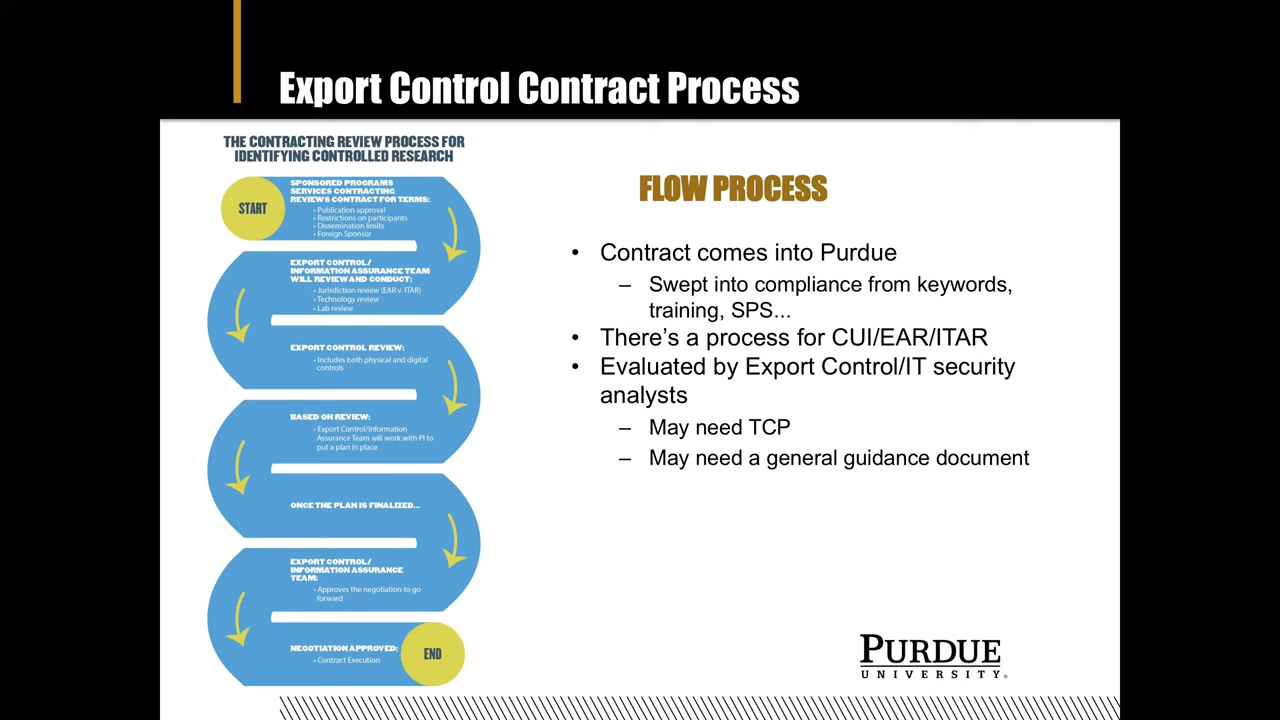 Export Control Contract Process
THE CONTRACTING REVIEW PROCESS FOR
IDENTIFYING CONTROLLED RESEARCH
START
SPONSORED PROGRAMS
SERVICES CONTRACTING
REVIEWS CONTRACT FOR TERMS:
• Publication approval
• Restrictions on participants
• Dissemination limits
• Foreign Sponsor
EXPORT CONTROL/
INFORMATION ASSURANCE TEAM
WILL REVIEW AND CONDUCT:
• Jurisdiction review (EAR v. ITAR)
• Technology review
• Lab review
EXPORT CONTROL REVIEW:
• Includes both physical and digital
controls
BASED ON REVIEW:
• Export Control/Information
Assurance Team will work with PI to
put a plan in place
ONCE THE PLAN IS FINALIZED...
EXPORT CONTROL/
INFORMATION ASSURANCE
TEAM:
• Approves the negotiation to go
forward
NEGOTIATION APPROVED:
• Contract Execution
END
FLOW PROCESS
• Contract comes into Purdue
– Swept into compliance from keywords,
training, SPS...
• There’s a process for CUI/EAR/ITAR
• Evaluated by Export Control/IT security
analysts
– May need TCP
– May need a general guidance document
PURDUE
UNIVERSITY®